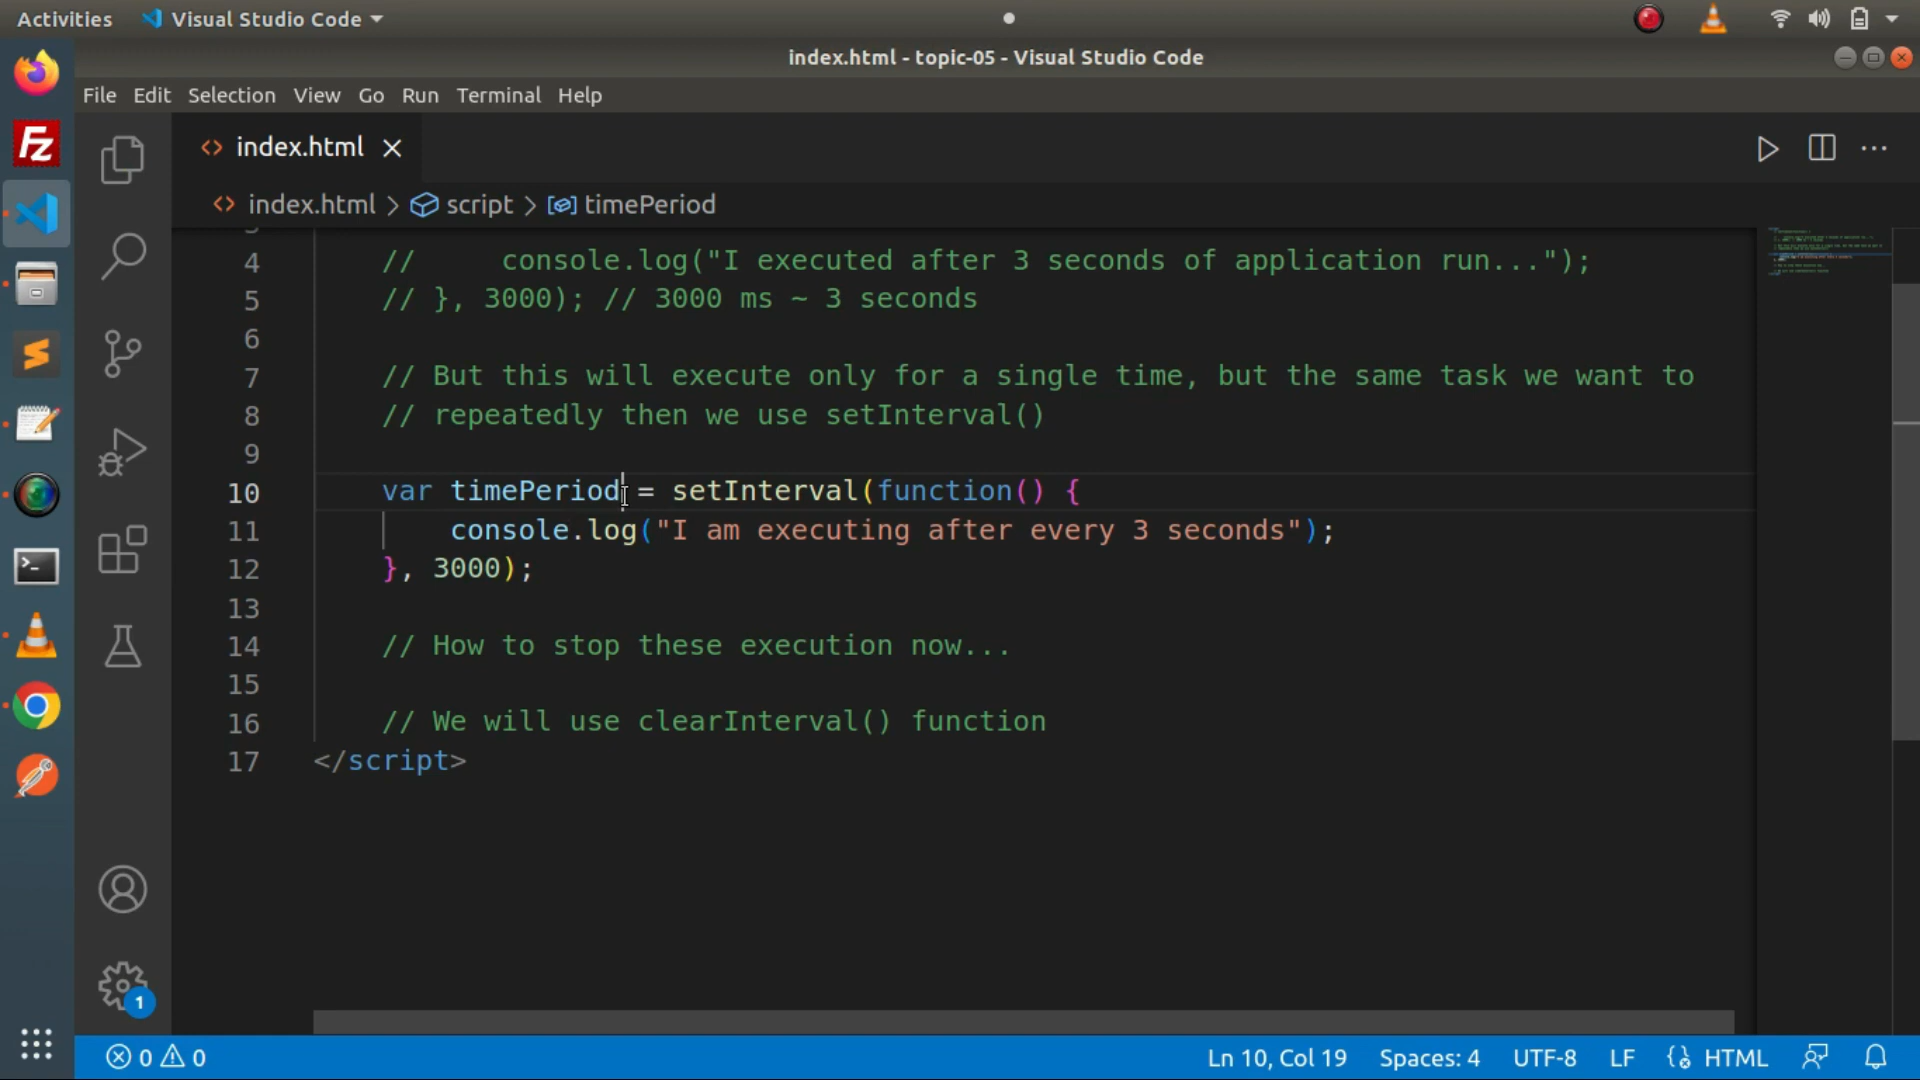 Activities Visual Studio Code
index.html - topic-05 - Visual Studio Code
File Edit Selection View Go Run Terminal Help
index.html
index.html > script > timePeriod
4 //     console.log("I executed after 3 seconds of application run...");
5 // }, 3000); // 3000 ms ~ 3 seconds
6
7 // But this will execute only for a single time, but the same task we want to
8 // repeatedly then we use setInterval()
9
10 var timePeriod = setInterval(function() {
11     console.log("I am executing after every 3 seconds");
12 }, 3000);
13
14 // How to stop these execution now...
15
16 // We will use clearInterval() function
17 </script>
1
0 0 Ln 10, Col 19 Spaces: 4 UTF-8 LF HTML